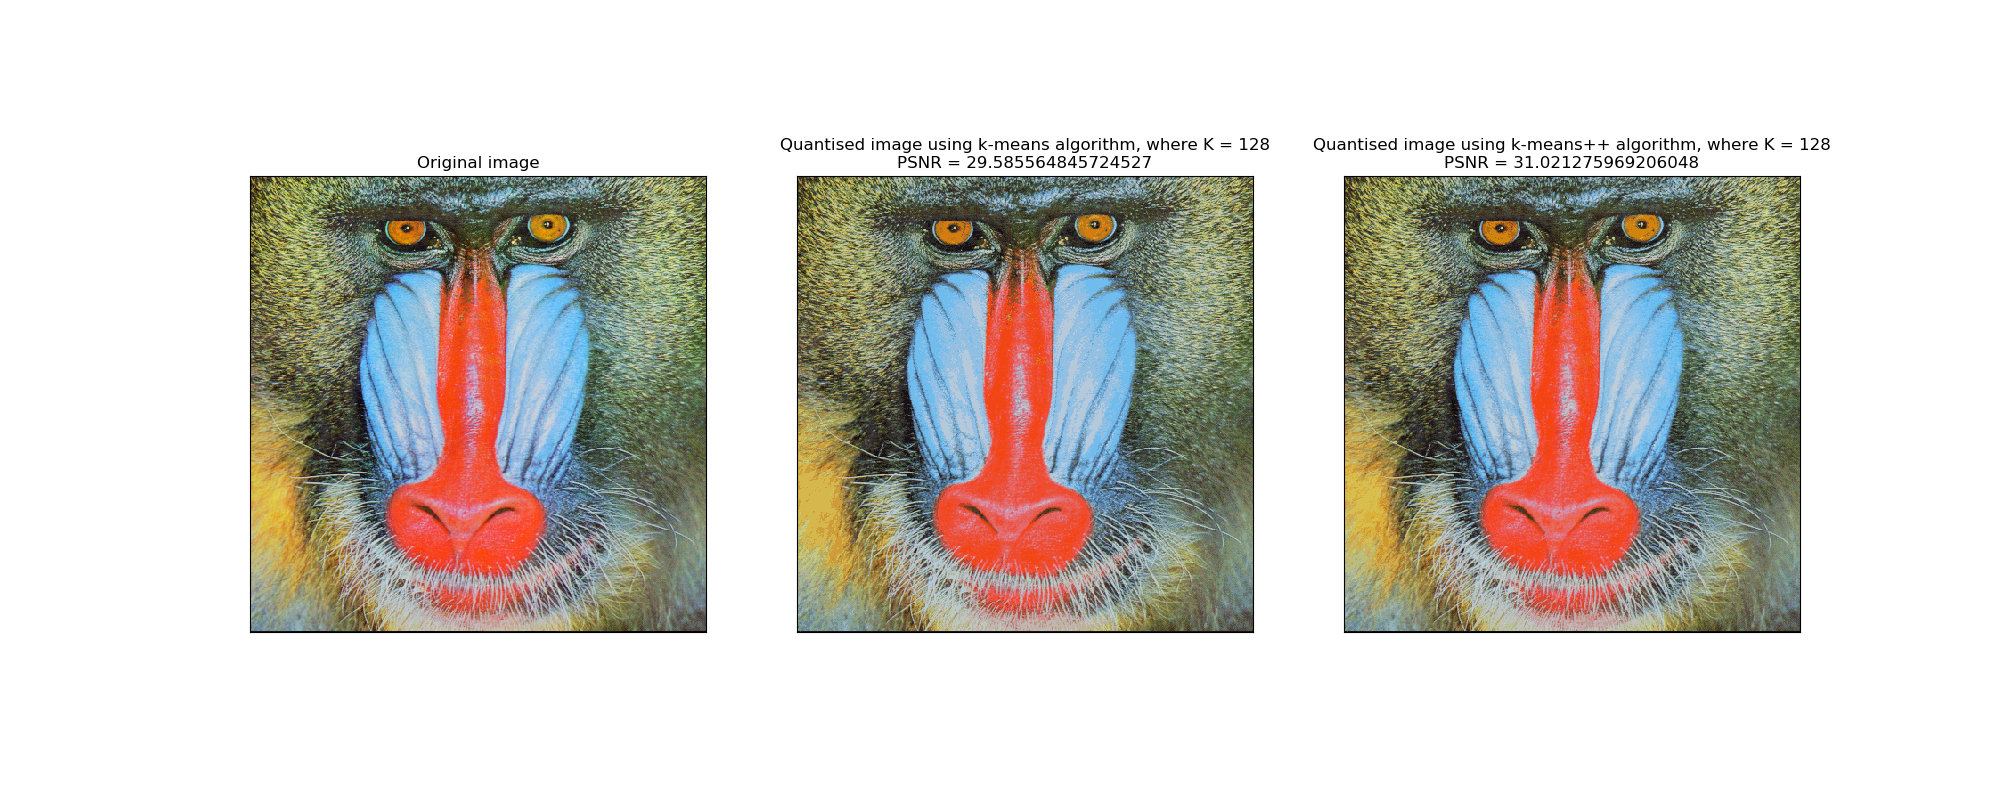 Original image
Quantised image using k-means algorithm, where K = 128
PSNR = 29.585564845724527
Quantised image using k-means++ algorithm, where K = 128
PSNR = 31.021275969206048